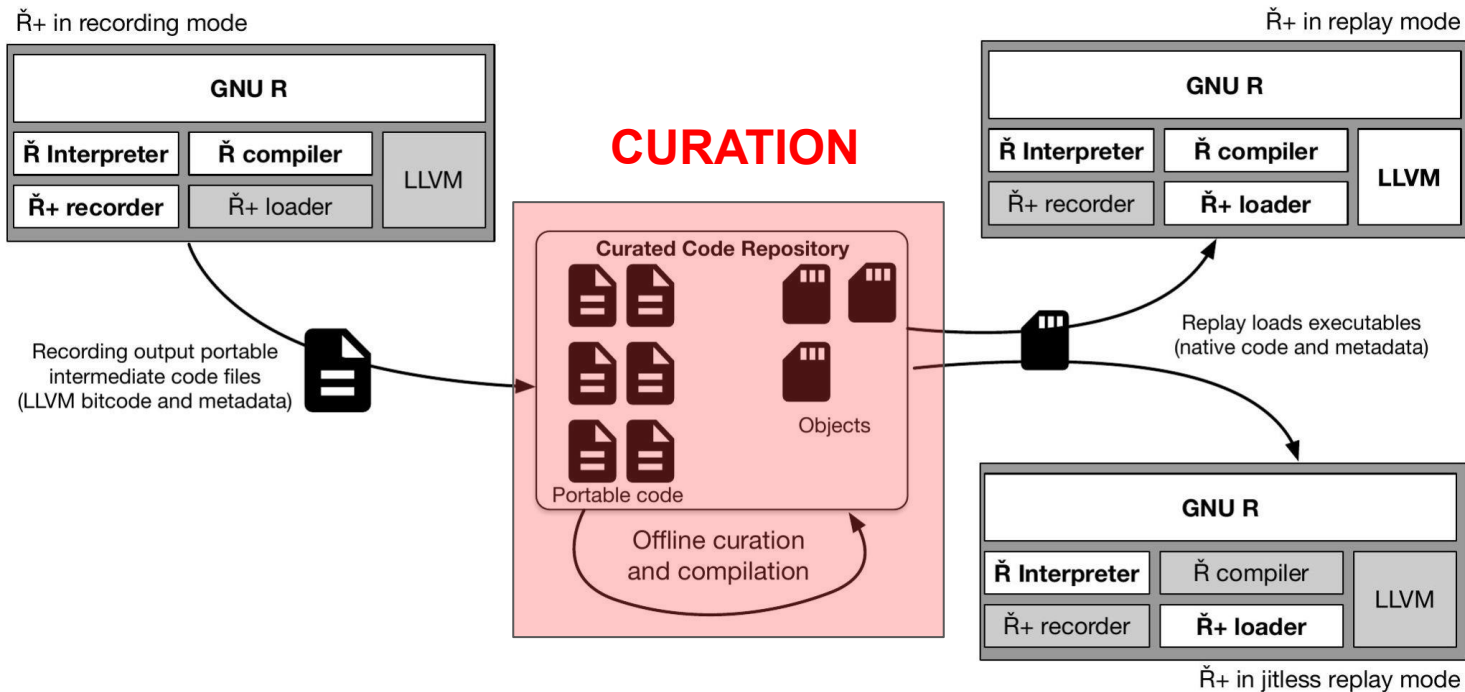 Ř+ in recording mode
GNU R
Ř Interpreter
Ř compiler
LLVM
Ř+ recorder
Ř+ loader
Recording output portable
intermediate code files
(LLVM bitcode and metadata)
CURATION
Curated Code Repository
Objects
Portable code
Offline curation
and compilation
Ř+ in replay mode
GNU R
Ř Interpreter
Ř compiler
LLVM
Ř+ recorder
Ř+ loader
Replay loads executables
(native code and metadata)
GNU R
Ř Interpreter
Ř compiler
LLVM
Ř+ recorder
Ř+ loader
Ř+ in jitless replay mode